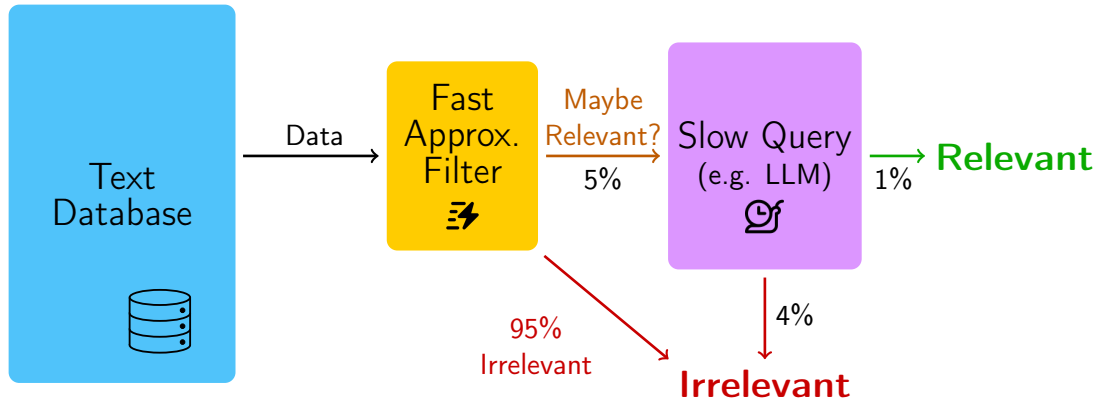 Text
Database
Data
Fast
Approx.
Filter
Maybe
Relevant?
5%
Slow Query
(e.g. LLM)
1%
Relevant
95%
Irrelevant
4%
Irrelevant